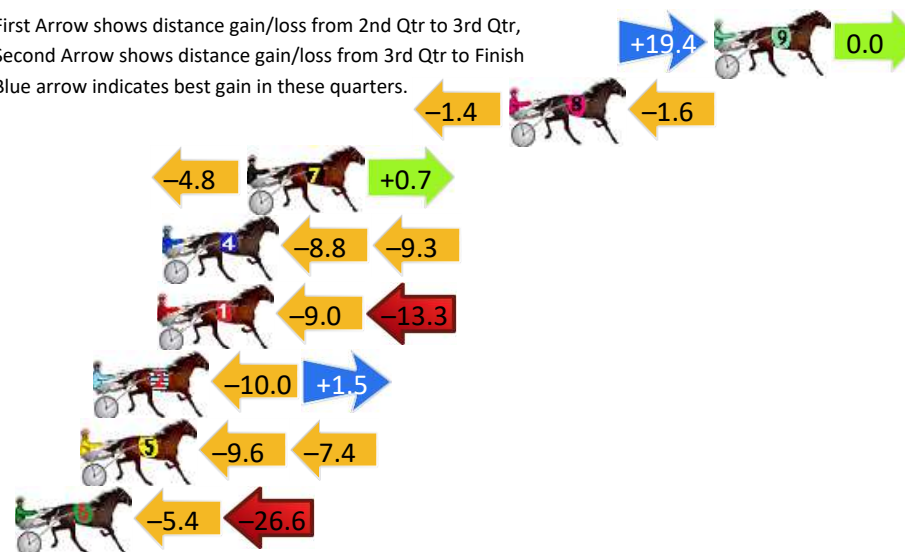 First Arrow shows distance gain/loss from 2nd Qtr to 3rd Qtr,
Second Arrow shows distance gain/loss from 3rd Qtr to Finish
Blue arrow indicates best gain in these quarters.
+19.4 9 0.0
–1.4 8 –1.6
–4.8 7 +0.7
4 –8.8 –9.3
1 –9.0 –13.3
2 –10.0 +1.5
5 –9.6 –7.4
6 –5.4 –26.6